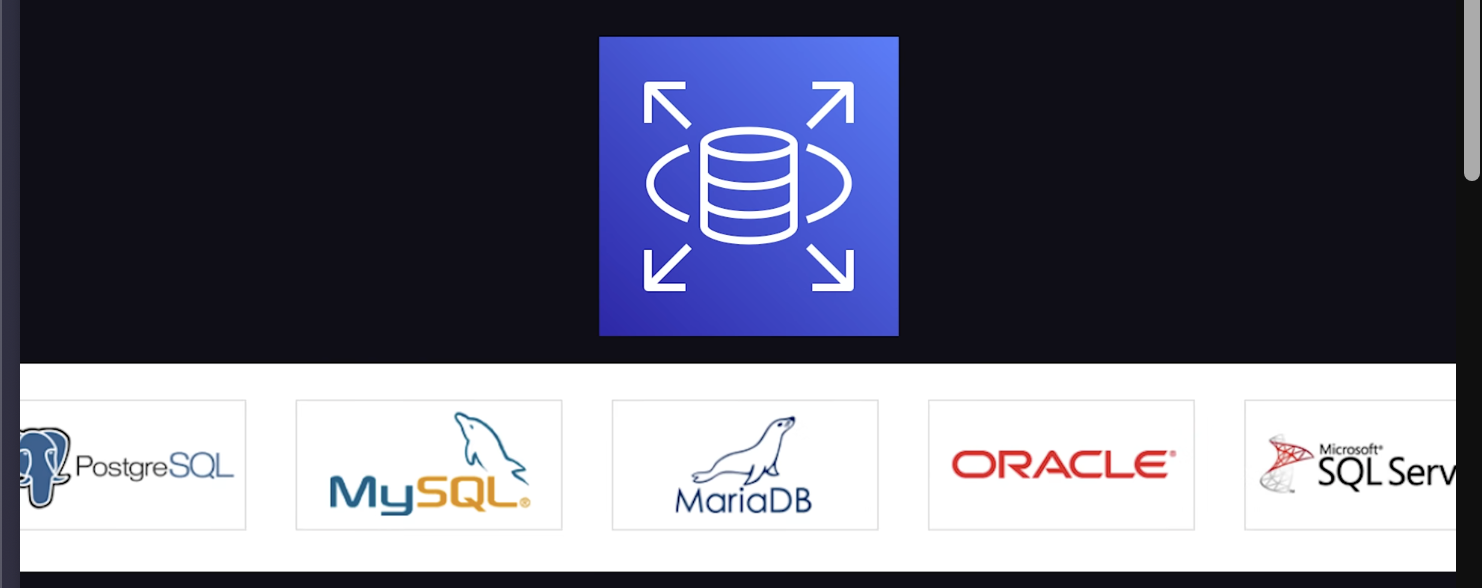 PostgreSQL
MySQL®
MariaDB
ORACLE®
Microsoft®
SQL Serv